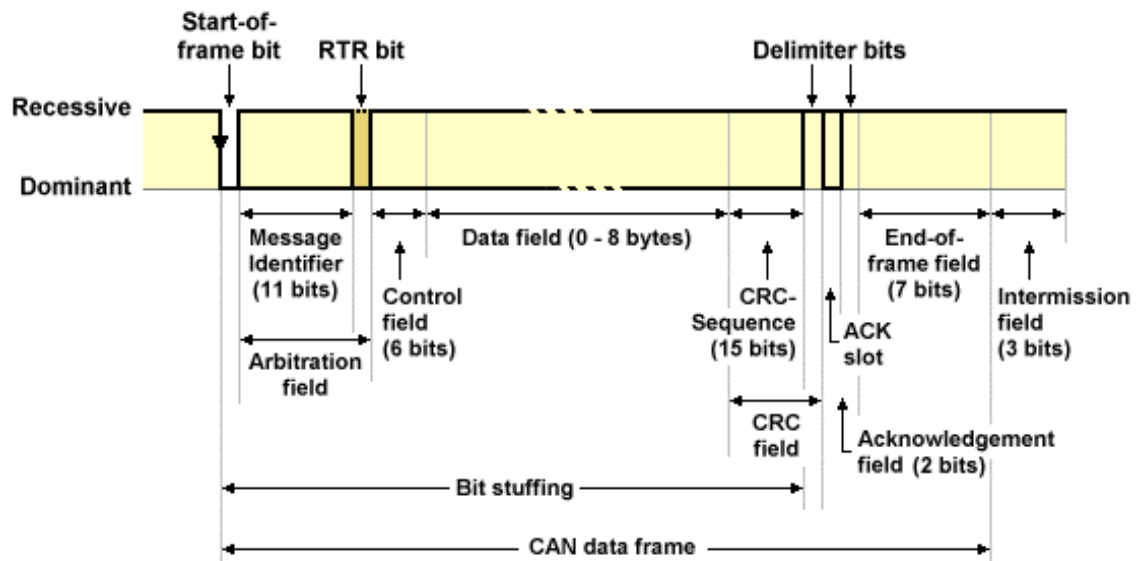 Start-of-
frame bit
RTR bit
Delimiter bits
Recessive
Dominant
Message
Identifier
(11 bits)
Control
field
(6 bits)
Arbitration
field
Data field (0 - 8 bytes)
CRC-
Sequence
(15 bits)
CRC
field
ACK
slot
Acknowledgement
field (2 bits)
End-of-
frame field
(7 bits)
Intermission
field
(3 bits)
Bit stuffing
CAN data frame